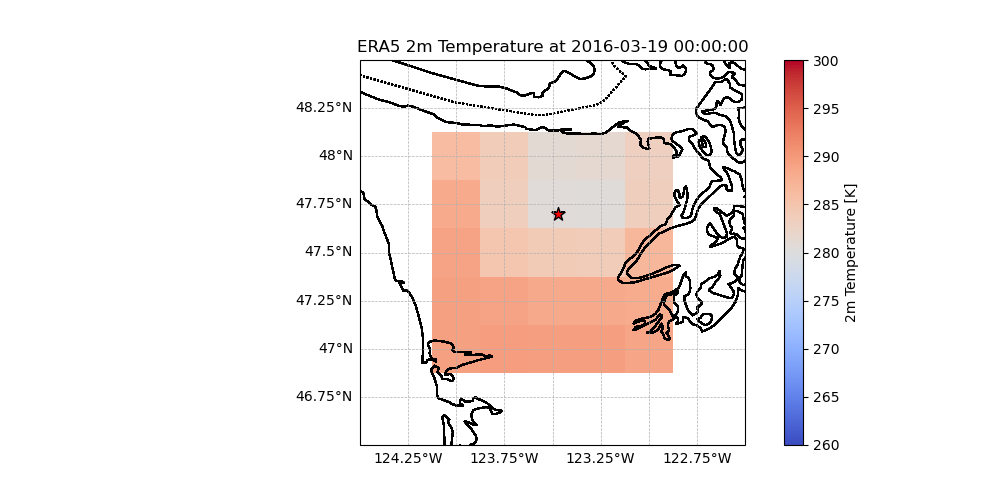 ERA5 2m Temperature at 2016-03-19 00:00:00
48.25°N
48°N
47.75°N
47.5°N
47.25°N
47°N
46.75°N
124.25°W 123.75°W 123.25°W 122.75°W
300
295
290
285
280
275
270
265
260
2m Temperature [K]